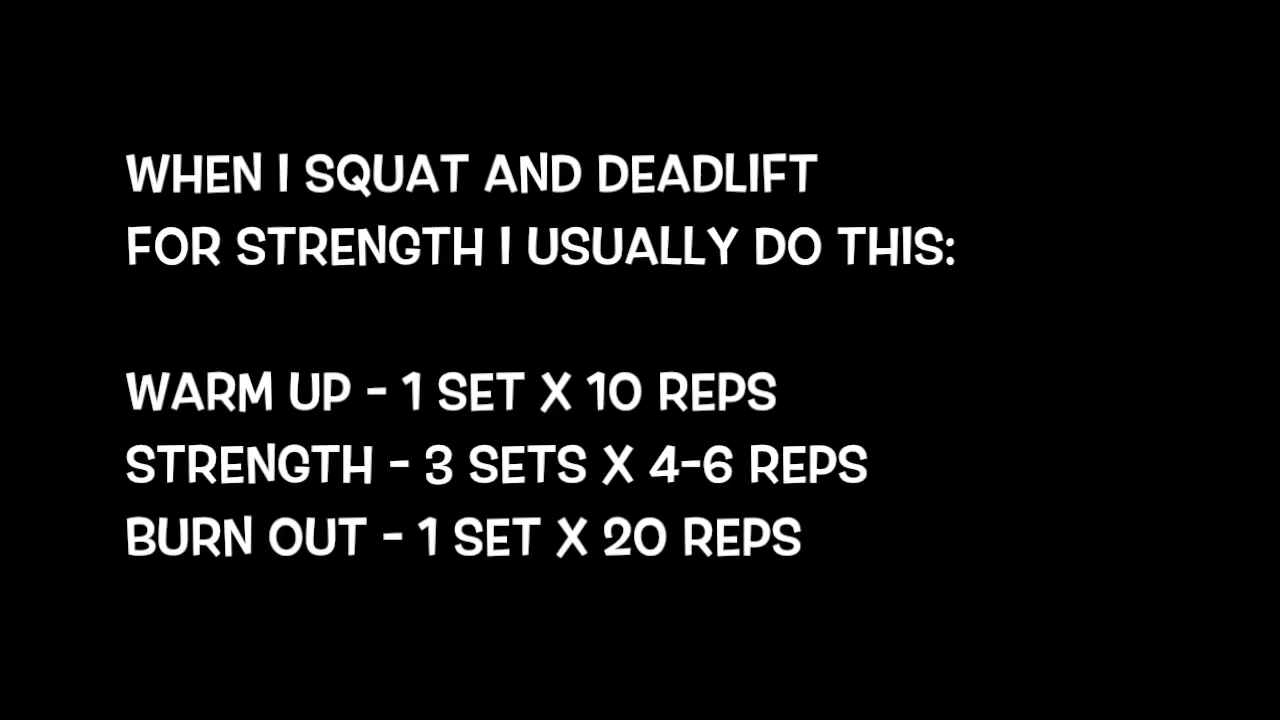 WHEN I SQUAT AND DEADLIFT
FOR STRENGTH I USUALLY DO THIS:
WARM UP - 1 SET X 10 REPS
STRENGTH - 3 SETS X 4-6 REPS
BURN OUT - 1 SET X 20 REPS